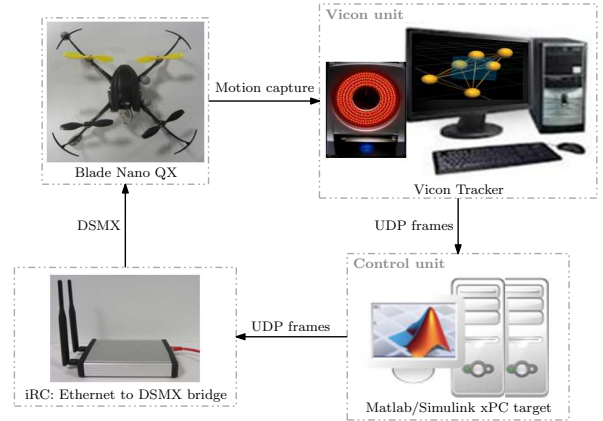 Vicon unit
Motion capture
Blade Nano QX
Vicon Tracker
DSMX
UDP frames
Control unit
UDP frames
iRC: Ethernet to DSMX bridge
Matlab/Simulink xPC target